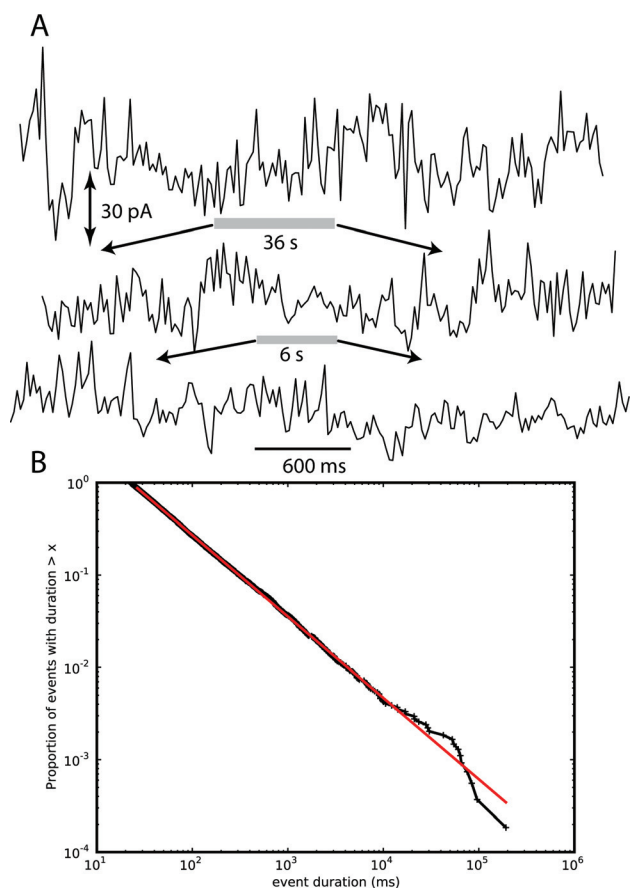 A
30 pA
36 s
6 s
600 ms
B
10^0
10^-1
10^-2
10^-3
10^-4
Proportion of events with duration > x
10^1 10^2 10^3 10^4 10^5 10^6
event duration (ms)